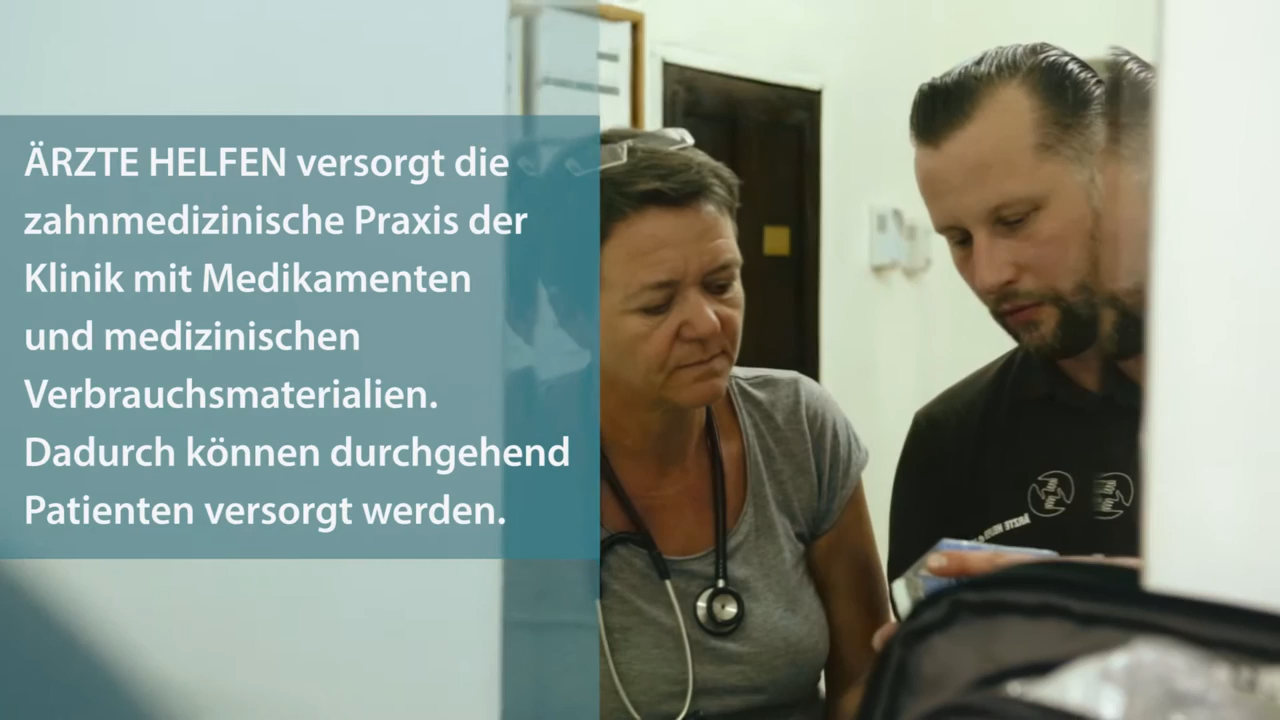 ÄRZTE HELFEN versorgt die
zahnmedizinische Praxis der
Klinik mit Medikamenten
und medizinischen
Verbrauchsmaterialien.
Dadurch können durchgehend
Patienten versorgt werden.